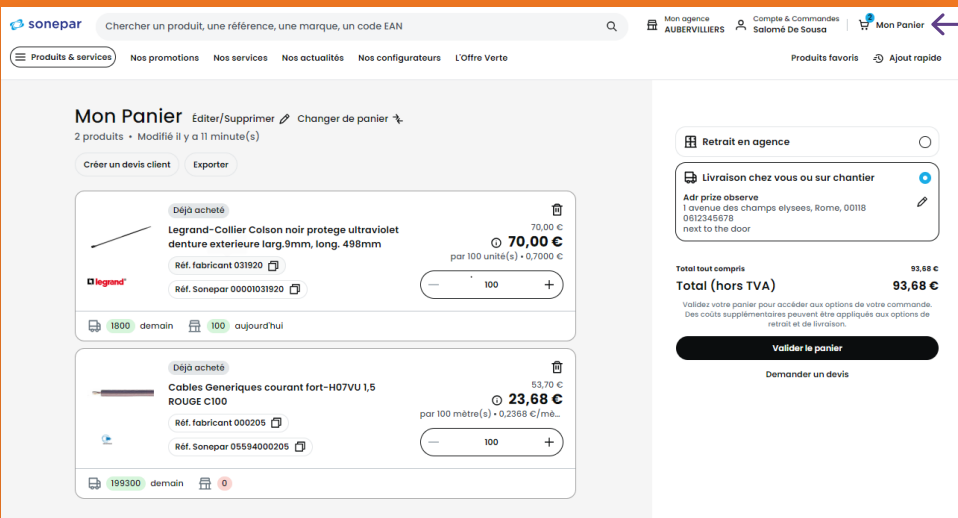 sonepar
Chercher un produit, une référence, une marque, un code EAN
Mon agence
AUBERVILLIERS
Compte & Commandes
Salomé De Sousa
2
Mon Panier
Produits & services
Nos promotions
Nos services
Nos actualités
Nos configurateurs
L'Offre Verte
Produits favoris
Ajout rapide
Mon Panier
Éditer/Supprimer
Changer de panier
2 produits • Modifié il y a 11 minute(s)
Créer un devis client
Exporter
Déjà acheté
Legrand-Collier Colson noir protege ultraviolet
denture exterieure larg.9mm, long. 498mm
Réf. fabricant 031920
Réf. Sonepar 00001031920
legrand
70,00 €
70,00 €
par 100 unité(s) • 0,7000 €
100
1800 demain
100 aujourd'hui
Déjà acheté
Cables Generiques courant fort-H07VU 1,5
ROUGE C100
Réf. fabricant 000205
Réf. Sonepar 05594000205
53,70 €
23,68 €
par 100 mètre(s) • 0,2368 €/mè...
100
199300 demain
0
Retrait en agence
Livraison chez vous ou sur chantier
Adr prize observe
1 avenue des champs elysees, Rome, 00118
0612345678
next to the door
Total tout compris 93,68 €
Total (hors TVA) 93,68 €
Validez votre panier pour accéder aux options de votre commande.
Des coûts supplémentaires peuvent être appliqués aux options de
retrait et de livraison.
Valider le panier
Demander un devis